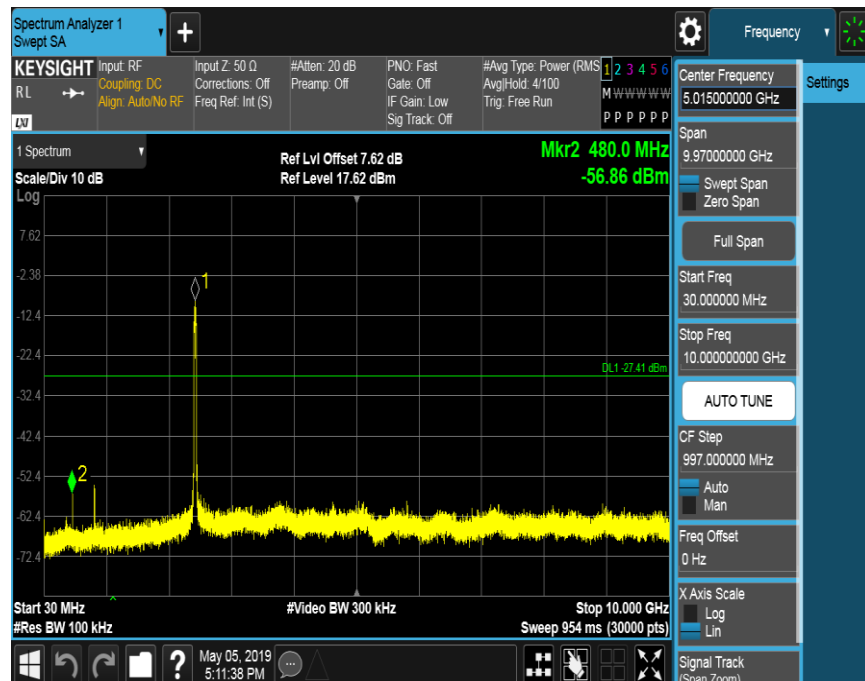 Spectrum Analyzer 1
Swept SA
+
Frequency
KEYSIGHT
RL
LXI
Input: RF
Coupling: DC
Align: Auto/No RF
Input Z: 50 Ω
Corrections: Off
Freq Ref: Int (S)
#Atten: 20 dB
Preamp: Off
PNO: Fast
Gate: Off
IF Gain: Low
Sig Track: Off
#Avg Type: Power (RMS
Avg|Hold: 4/100
Trig: Free Run
1 2 3 4 5 6
M W W W W W
P P P P P P
Center Frequency
5.015000000 GHz
Settings
Span
9.97000000 GHz
Swept Span
Zero Span
Full Span
Start Freq
30.000000 MHz
Stop Freq
10.000000000 GHz
AUTO TUNE
CF Step
997.000000 MHz
Auto
Man
Freq Offset
0 Hz
X Axis Scale
Log
Lin
Signal Track
(Span Zoom)
1 Spectrum
Scale/Div 10 dB
Ref Lvl Offset 7.62 dB
Ref Level 17.62 dBm
Mkr2 480.0 MHz
-56.86 dBm
Log
7.62
-2.38
-12.4
-22.4
-32.4
-42.4
-52.4
-62.4
-72.4
1
2
DL1 -27.41 dBm
Start 30 MHz
#Res BW 100 kHz
#Video BW 300 kHz
Stop 10.000 GHz
Sweep 954 ms (30000 pts)
?
May 05, 2019
5:11:38 PM